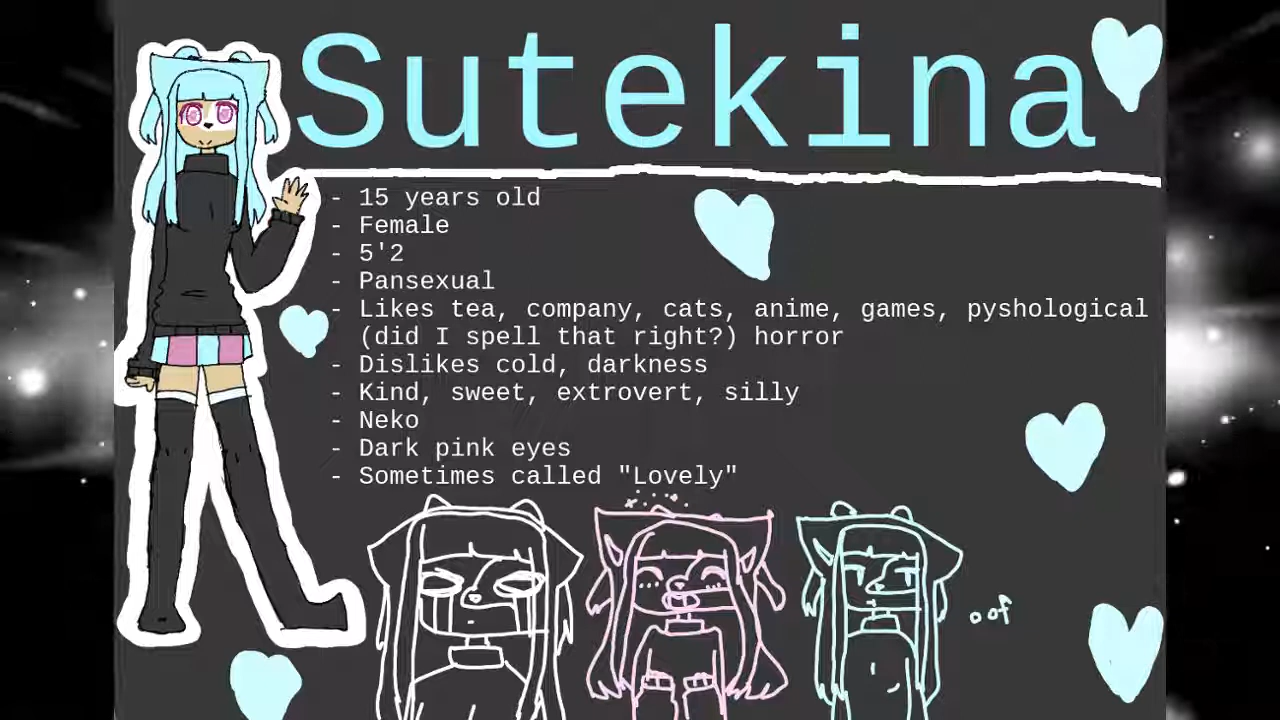 Sutekina
- 15 years old
- Female
- 5'2
- Pansexual
- Likes tea, company, cats, anime, games, pyshological
(did I spell that right?) horror
- Dislikes cold, darkness
- Kind, sweet, extrovert, silly
- Neko
- Dark pink eyes
- Sometimes called "Lovely"
oof